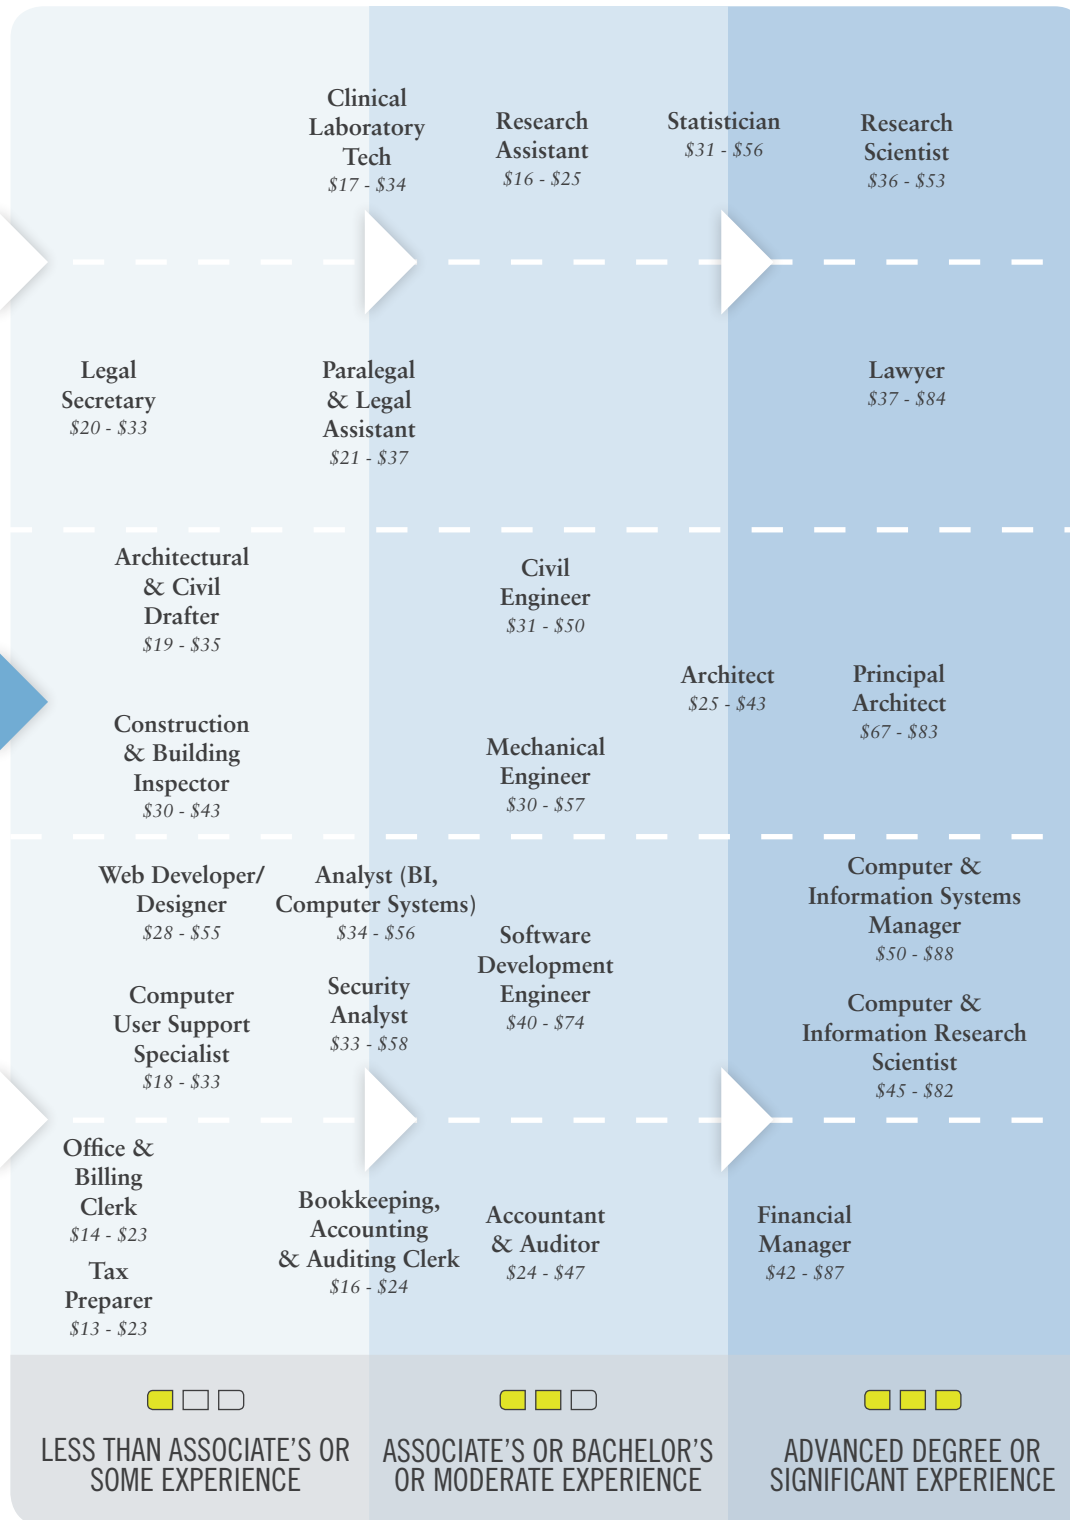 Clinical
Laboratory
Tech
$17 - $34
Research
Assistant
$16 - $25
Statistician
$31 - $56
Research
Scientist
$36 - $53
Legal
Secretary
$20 - $33
Paralegal
& Legal
Assistant
$21 - $37
Lawyer
$37 - $84
Architectural
& Civil
Drafter
$19 - $35
Civil
Engineer
$31 - $50
Architect
$25 - $43
Principal
Architect
$67 - $83
Construction
& Building
Inspector
$30 - $43
Mechanical
Engineer
$30 - $57
Web Developer/
Designer
$28 - $55
Analyst (BI,
Computer Systems)
$34 - $56
Software
Development
Engineer
$40 - $74
Computer &
Information Systems
Manager
$50 - $88
Computer
User Support
Specialist
$18 - $33
Security
Analyst
$33 - $58
Computer &
Information Research
Scientist
$45 - $82
Office &
Billing
Clerk
$14 - $23
Tax
Preparer
$13 - $23
Bookkeeping,
Accounting
& Auditing Clerk
$16 - $24
Accountant
& Auditor
$24 - $47
Financial
Manager
$42 - $87
LESS THAN ASSOCIATE'S OR
SOME EXPERIENCE
ASSOCIATE'S OR BACHELOR'S
OR MODERATE EXPERIENCE
ADVANCED DEGREE OR
SIGNIFICANT EXPERIENCE